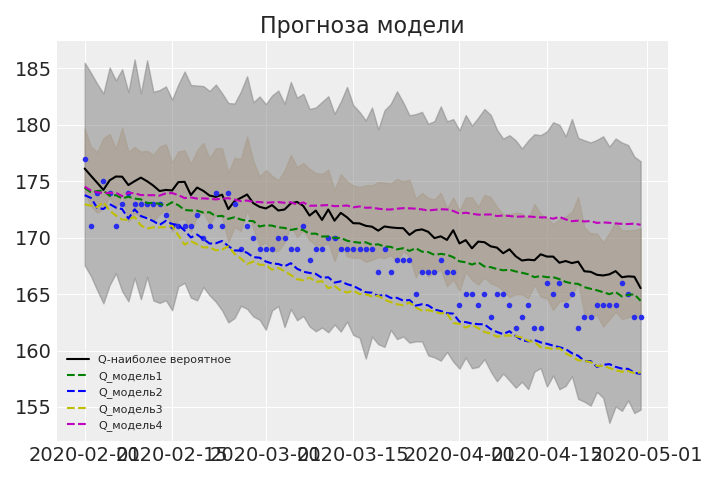 Прогноза модели
185
180
175
170
165
160
155
Q-наиболее вероятное
Q_модель1
Q_модель2
Q_модель3
Q_модель4
2020-02-01 2020-02-15 2020-03-01 2020-03-15 2020-04-01 2020-04-15 2020-05-01